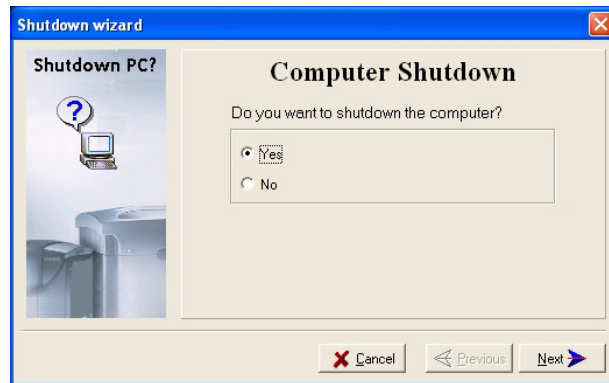 Shutdown wizard
Shutdown PC?
?
Computer Shutdown
Do you want to shutdown the computer?
Yes
No
Cancel
Previous
Next